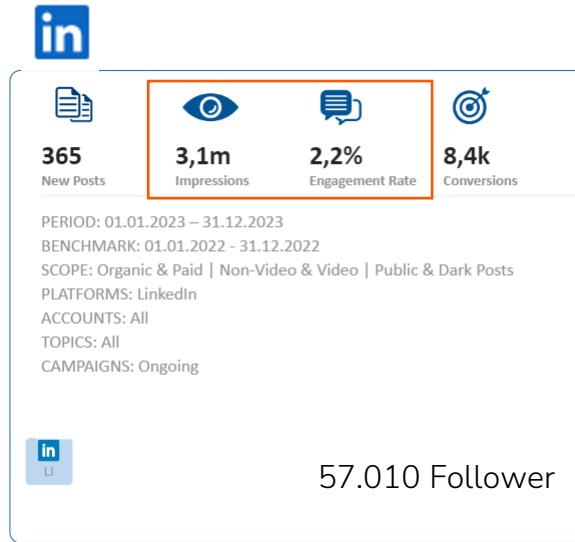 in
365
New Posts
3,1m
Impressions
2,2%
Engagement Rate
8,4k
Conversions
PERIOD: 01.01.2023 – 31.12.2023
BENCHMARK: 01.01.2022 - 31.12.2022
SCOPE: Organic & Paid | Non-Video & Video | Public & Dark Posts
PLATFORMS: LinkedIn
ACCOUNTS: All
TOPICS: All
CAMPAIGNS: Ongoing
in
LI
57.010 Follower